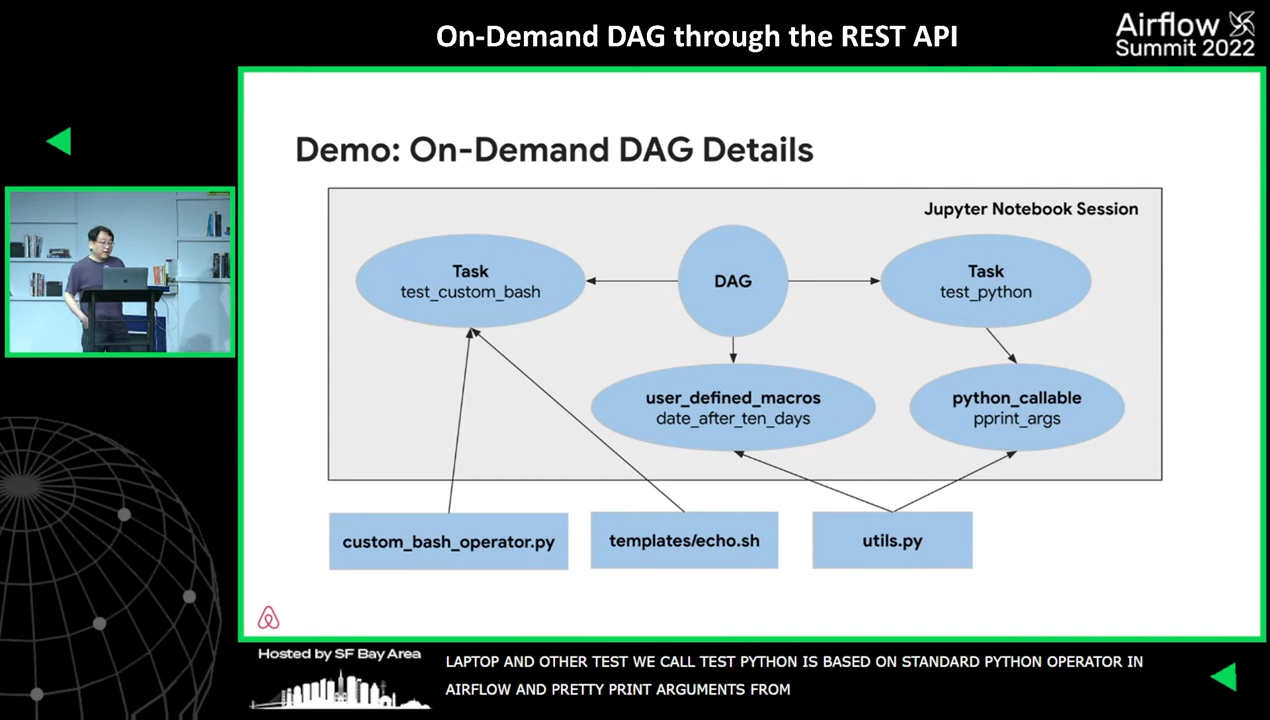 On-Demand DAG through the REST API
Airflow
Summit 2022
Demo: On-Demand DAG Details
Jupyter Notebook Session
Task
test_custom_bash
DAG
Task
test_python
user_defined_macros
date_after_ten_days
python_callable
pprint_args
custom_bash_operator.py
templates/echo.sh
utils.py
Hosted by SF Bay Area
LAPTOP AND OTHER TEST WE CALL TEST PYTHON IS BASED ON STANDARD PYTHON OPERATOR IN
AIRFLOW AND PRETTY PRINT ARGUMENTS FROM